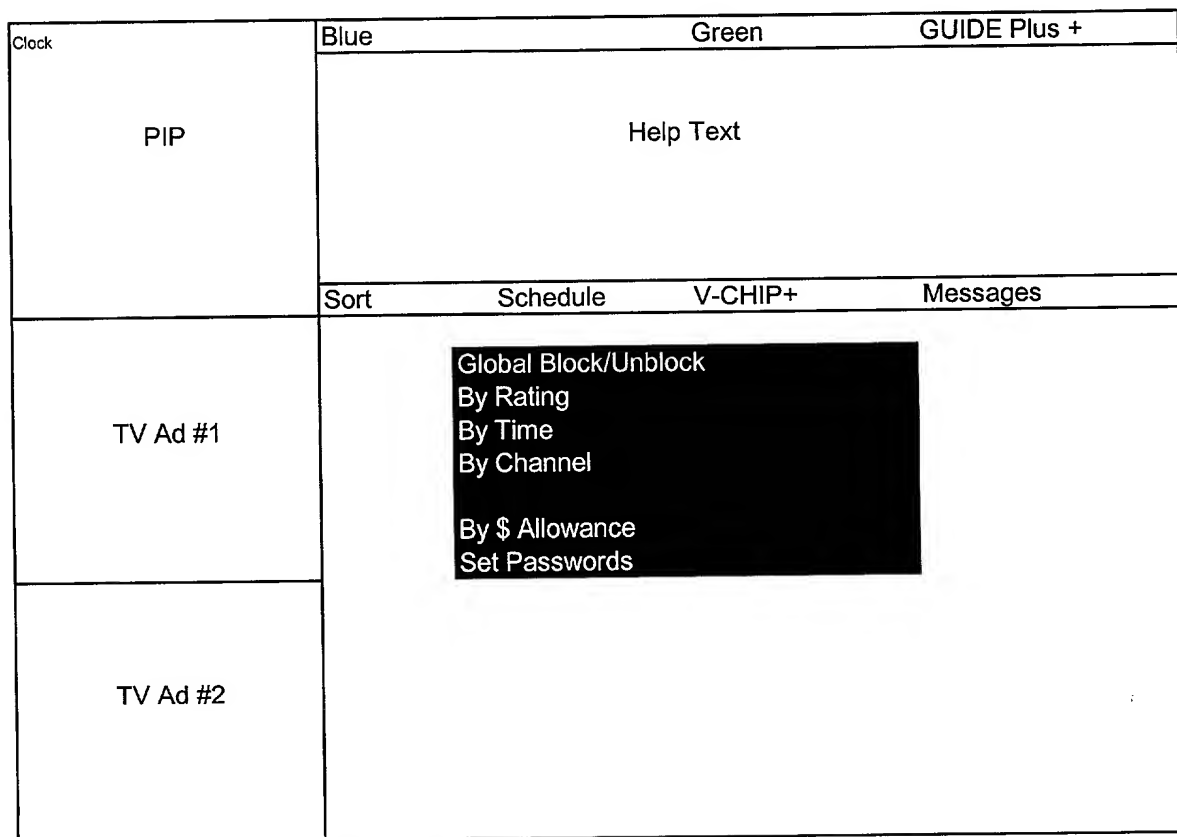 Clock
Blue Green GUIDE Plus +
PIP
Help Text
Sort Schedule V-CHIP+ Messages
Global Block/Unblock
By Rating
By Time
By Channel
By $ Allowance
Set Passwords
TV Ad #1
TV Ad #2